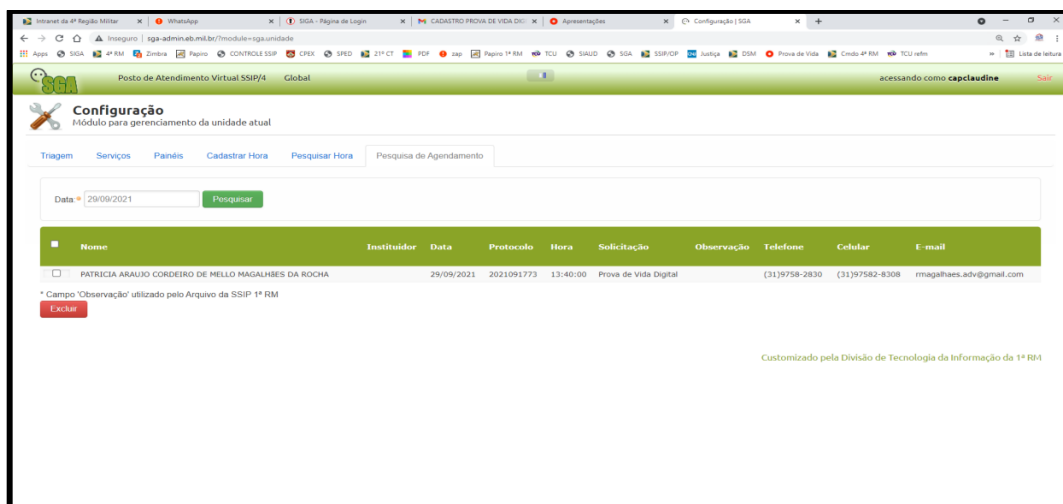 Intranet da 4ª Região Militar
WhatsApp
SIGA - Página de Login
CADASTRO PROVA DE VIDA DIG
Apresentações
Configuração | SGA
Inseguro | sga-admin.eb.mil.br/?module=sga.unidade
Apps SIGA 4ª RM Zimbra Papiro CONTROLE SSIP CPEX SPED 21º CT PDF zap Papiro 1ª RM TCU SIAUD SGA SSIP/OP Justiça DSM Prova de Vida Cmdo 4ª RM TCU refm » Lista de leitura
SGA Posto de Atendimento Virtual SSIP/4 Global acessando como capclaudine Sair
Configuração
Módulo para gerenciamento da unidade atual
Triagem Serviços Painéis Cadastrar Hora Pesquisar Hora Pesquisa de Agendamento
Data:* 29/09/2021 Pesquisar
Nome Instituidor Data Protocolo Hora Solicitação Observação Telefone Celular E-mail
PATRICIA ARAUJO CORDEIRO DE MELLO MAGALHãES DA ROCHA 29/09/2021 2021091773 13:40:00 Prova de Vida Digital (31)9758-2830 (31)97582-8308 rmagalhaes.adv@gmail.com
* Campo 'Observação' utilizado pelo Arquivo da SSIP 1ª RM
Excluir
Customizado pela Divisão de Tecnologia da Informação da 1ª RM